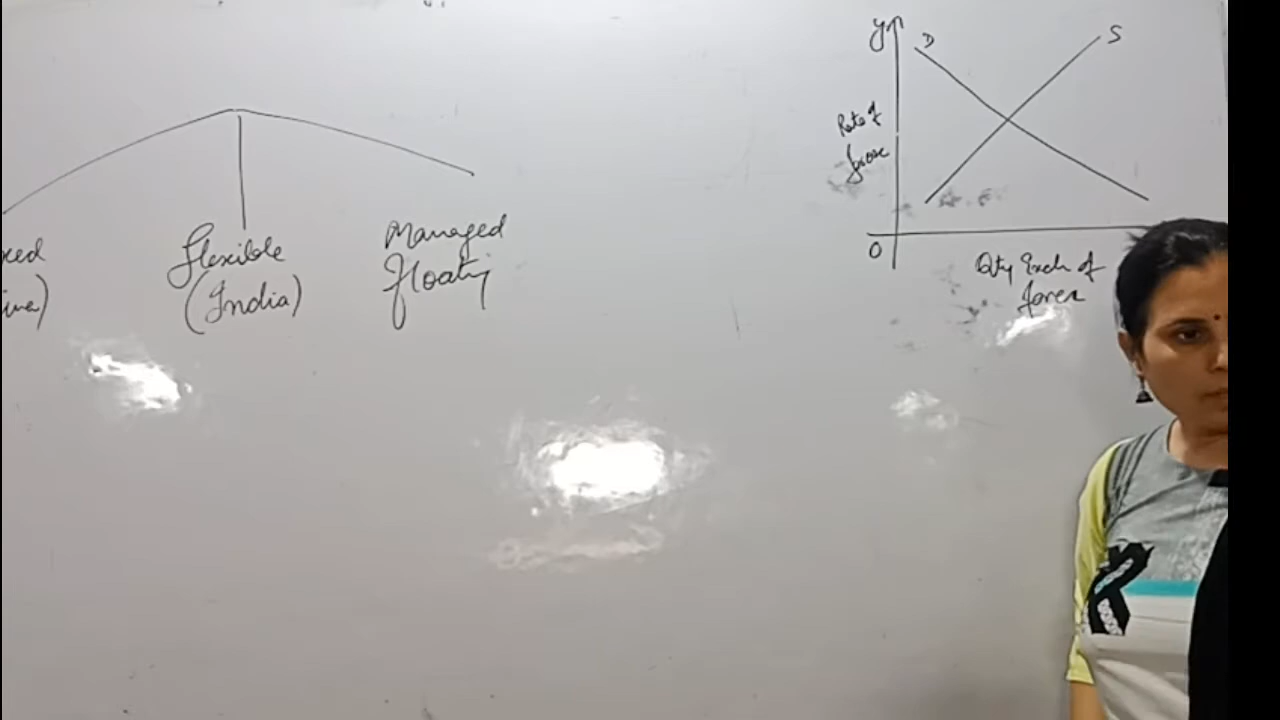 Flexible
(India)
Managed
floating
y
D
S
Rate of
forex
O
Qty Exch of
forex